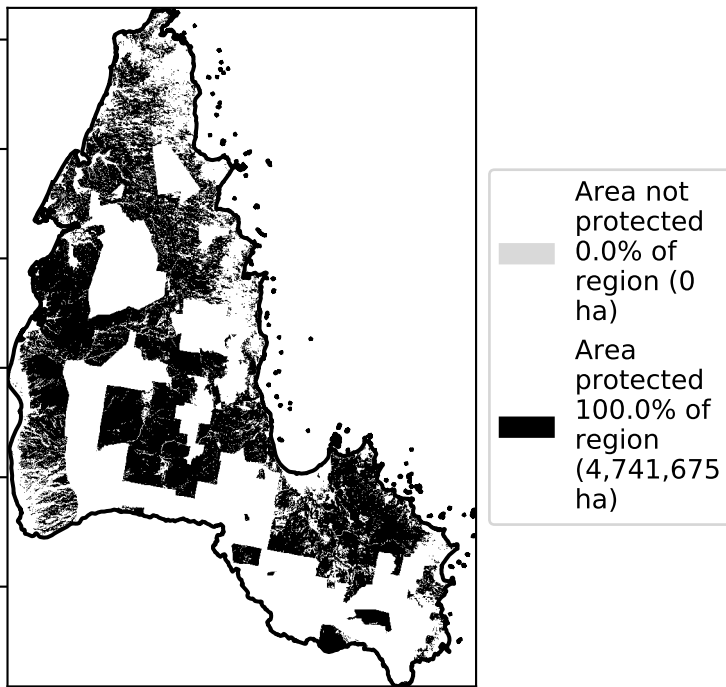 Area not
protected
0.0% of
region (0
ha)
Area
protected
100.0% of
region
(4,741,675
ha)